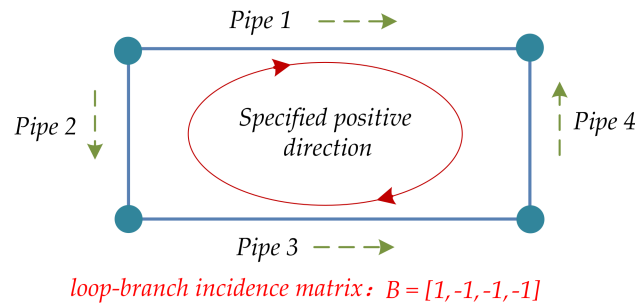 Pipe 1
Pipe 2
Specified positive
direction
Pipe 4
Pipe 3
loop-branch incidence matrix： B = [1,-1,-1,-1]